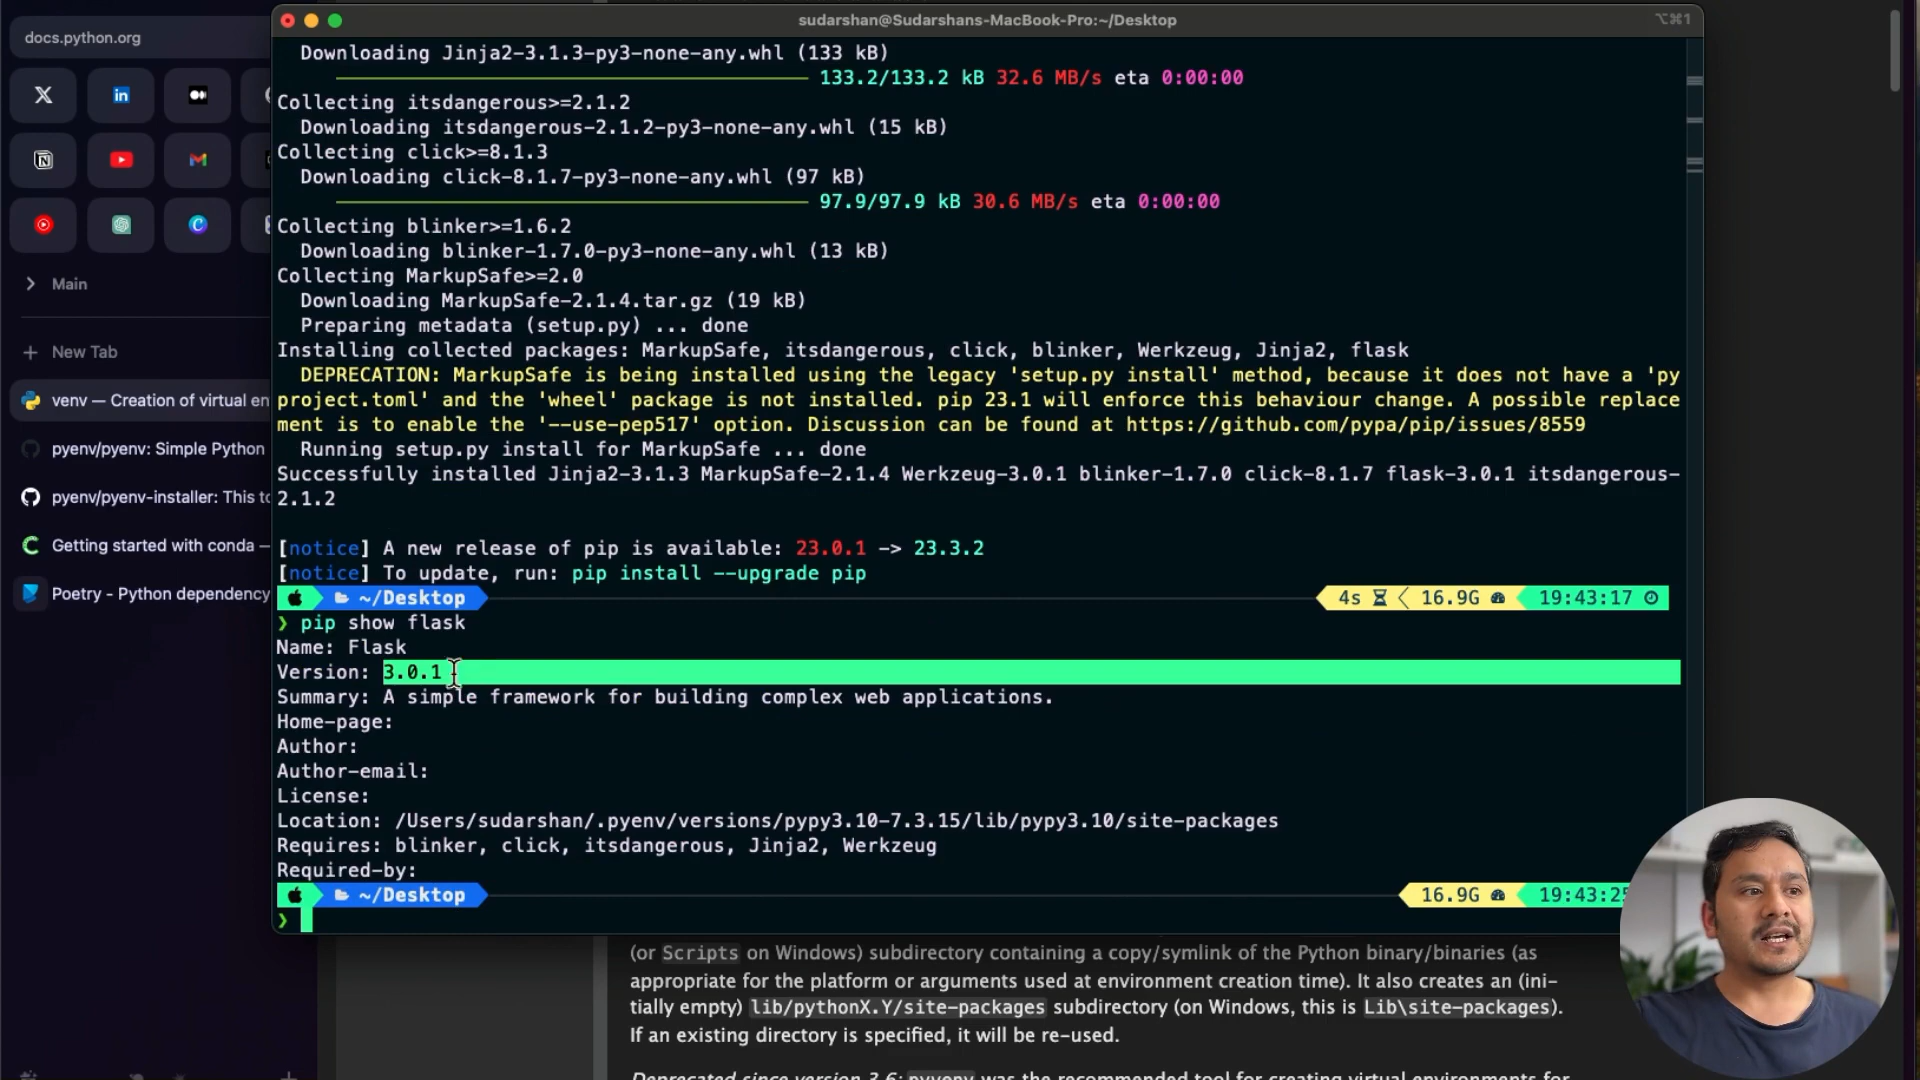 sudarshan@Sudarshans-MacBook-Pro:~/Desktop
⌥⌘1
docs.python.org
Main
New Tab
venv — Creation of virtual en
pyenv/pyenv: Simple Python
pyenv/pyenv-installer: This to
Getting started with conda —
Poetry - Python dependency
Downloading Jinja2-3.1.3-py3-none-any.whl (133 kB)
133.2/133.2 kB 32.6 MB/s eta 0:00:00
Collecting itsdangerous>=2.1.2
Downloading itsdangerous-2.1.2-py3-none-any.whl (15 kB)
Collecting click>=8.1.3
Downloading click-8.1.7-py3-none-any.whl (97 kB)
97.9/97.9 kB 30.6 MB/s eta 0:00:00
Collecting blinker>=1.6.2
Downloading blinker-1.7.0-py3-none-any.whl (13 kB)
Collecting MarkupSafe>=2.0
Downloading MarkupSafe-2.1.4.tar.gz (19 kB)
Preparing metadata (setup.py) ... done
Installing collected packages: MarkupSafe, itsdangerous, click, blinker, Werkzeug, Jinja2, flask
DEPRECATION: MarkupSafe is being installed using the legacy 'setup.py install' method, because it does not have a 'py
project.toml' and the 'wheel' package is not installed. pip 23.1 will enforce this behaviour change. A possible replace
ment is to enable the '--use-pep517' option. Discussion can be found at https://github.com/pypa/pip/issues/8559
Running setup.py install for MarkupSafe ... done
Successfully installed Jinja2-3.1.3 MarkupSafe-2.1.4 Werkzeug-3.0.1 blinker-1.7.0 click-8.1.7 flask-3.0.1 itsdangerous-
2.1.2
[notice] A new release of pip is available: 23.0.1 -> 23.3.2
[notice] To update, run: pip install --upgrade pip
~/Desktop 4s 16.9G 19:43:17
❯ pip show flask
Name: Flask
Version: 3.0.1
Summary: A simple framework for building complex web applications.
Home-page:
Author:
Author-email:
License:
Location: /Users/sudarshan/.pyenv/versions/pypy3.10-7.3.15/lib/pypy3.10/site-packages
Requires: blinker, click, itsdangerous, Jinja2, Werkzeug
Required-by:
~/Desktop 16.9G 19:43:25
❯
(or Scripts on Windows) subdirectory containing a copy/symlink of the Python binary/binaries (as
appropriate for the platform or arguments used at environment creation time). It also creates an (ini-
tially empty) lib/pythonX.Y/site-packages subdirectory (on Windows, this is Lib\site-packages).
If an existing directory is specified, it will be re-used.
Deprecated since version 3.6: pyvenv was the recommended tool for creating virtual environments for